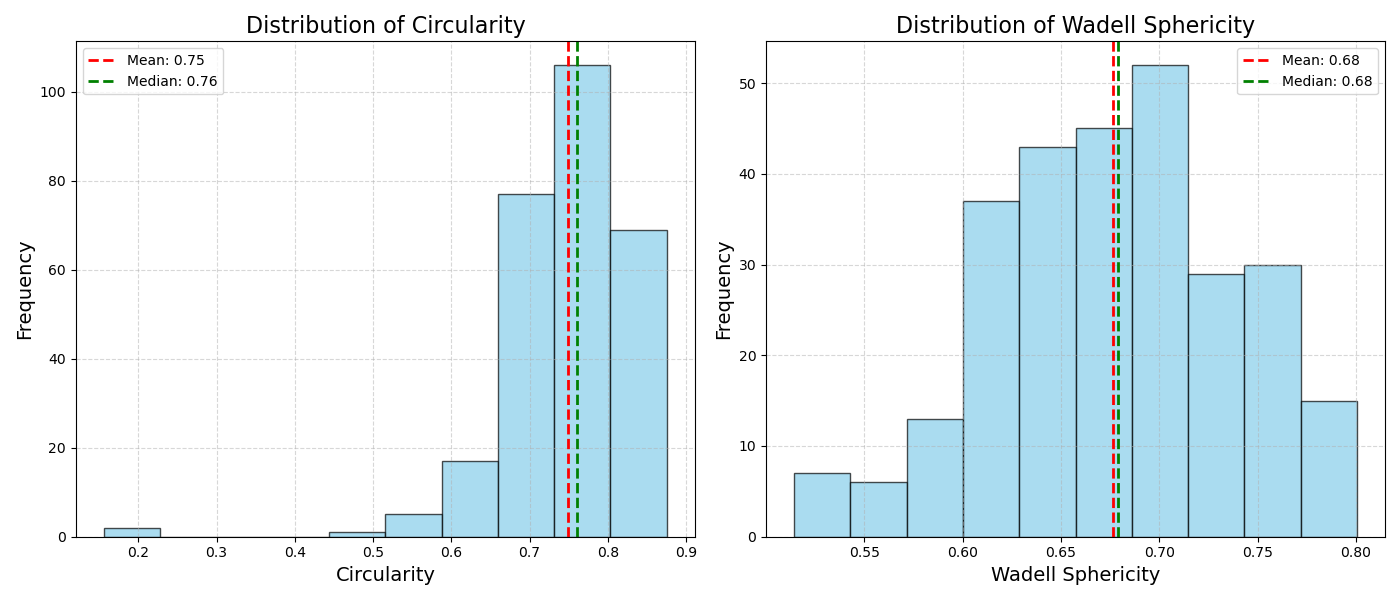 Distribution of Circularity
Mean: 0.75
Median: 0.76
Frequency
100
80
60
40
20
0
0.2 0.3 0.4 0.5 0.6 0.7 0.8 0.9
Circularity
Distribution of Wadell Sphericity
Mean: 0.68
Median: 0.68
Frequency
50
40
30
20
10
0
0.55 0.60 0.65 0.70 0.75 0.80
Wadell Sphericity